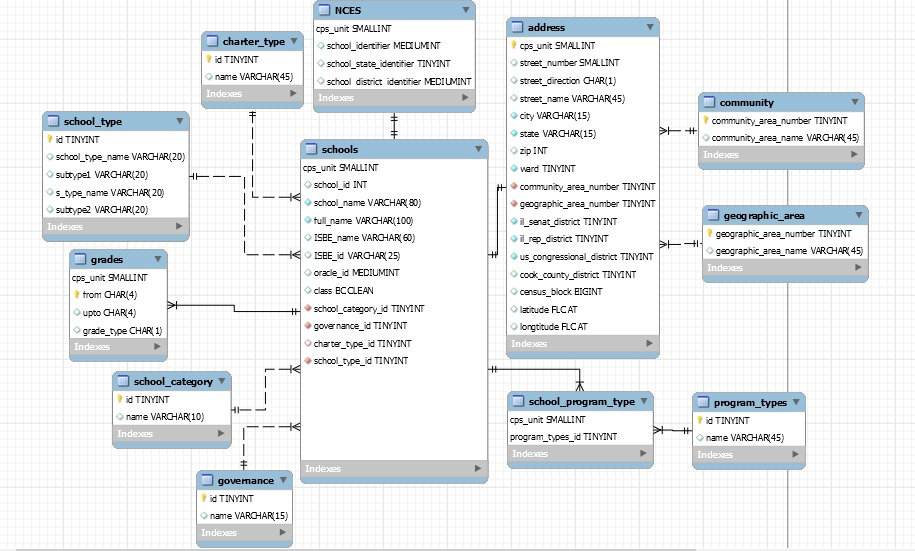 NCES
cps_unit SMALLINT
school_identifier MEDIUMINT
school_state_identifier TINYINT
school_district_identifier MEDIUMINT
Indexes
charter_type
id TINYINT
name VARCHAR(45)
Indexes
address
cps_unit SMALLINT
street_number SMALLINT
street_direction CHAR(1)
street_name VARCHAR(45)
city VARCHAR(15)
state VARCHAR(15)
zip INT
ward TINYINT
community_area_number TINYINT
geographic_area_number TINYINT
il_senat_district TINYINT
il_rep_district TINYINT
us_congressional_district TINYINT
cook_county_district TINYINT
census_block BIGINT
latitude FLOAT
longtitude FLOAT
Indexes
community
community_area_number TINYINT
community_area_name VARCHAR(45)
Indexes
school_type
id TINYINT
school_type_name VARCHAR(20)
subtype1 VARCHAR(20)
s_type_name VARCHAR(20)
subtype2 VARCHAR(20)
Indexes
schools
cps_unit SMALLINT
school_id INT
school_name VARCHAR(80)
full_name VARCHAR(100)
ISBE_name VARCHAR(60)
ISBE_id VARCHAR(25)
oracle_id MEDIUMINT
class BOOLEAN
school_category_id TINYINT
governance_id TINYINT
charter_type_id TINYINT
school_type_id TINYINT
Indexes
geographic_area
geographic_area_number TINYINT
geographic_area_name VARCHAR(45)
Indexes
grades
cps_unit SMALLINT
from CHAR(4)
upto CHAR(4)
grade_type CHAR(1)
Indexes
school_category
id TINYINT
name VARCHAR(10)
Indexes
school_program_type
cps_unit SMALLINT
program_types_id TINYINT
Indexes
program_types
id TINYINT
name VARCHAR(45)
Indexes
governance
id TINYINT
name VARCHAR(15)
Indexes